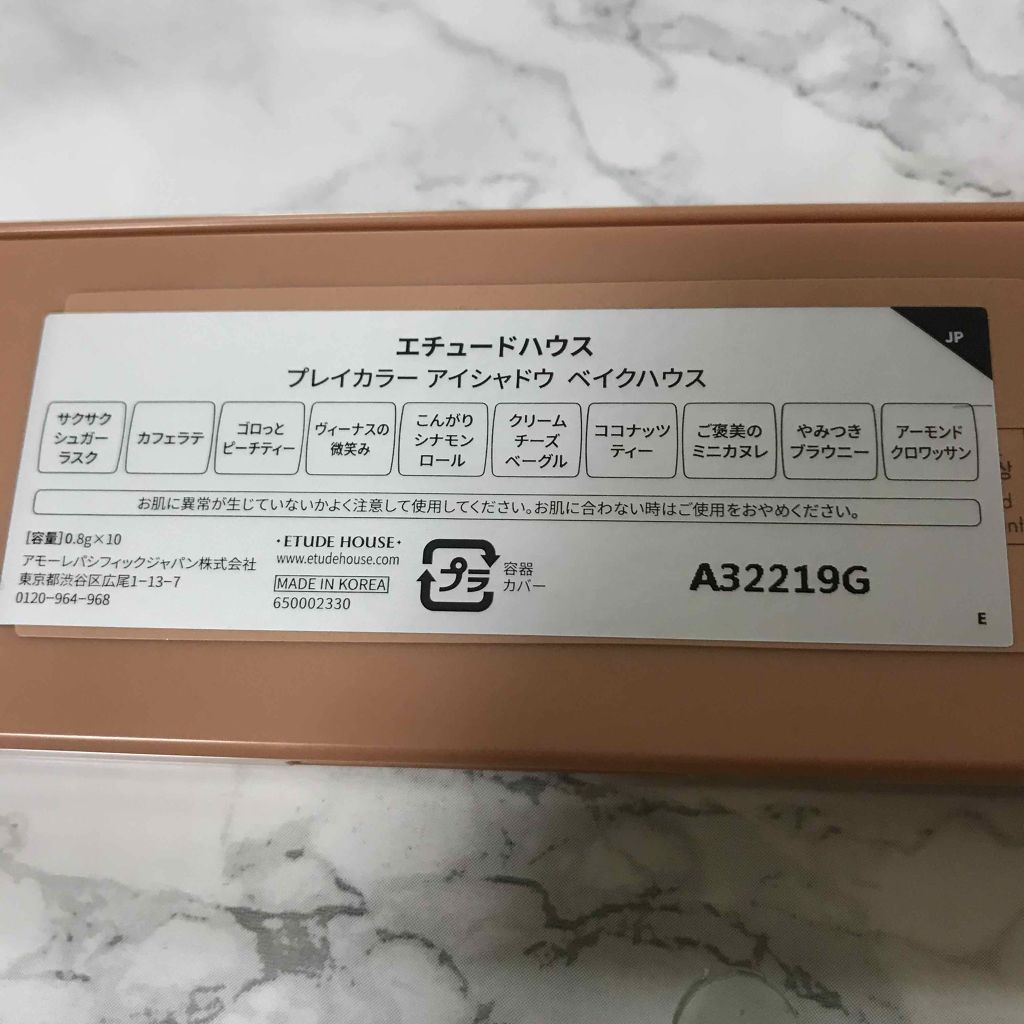 エチュードハウス
プレイカラー アイシャドウ ベイクハウス
JP
サクサク
シュガー
ラスク
カフェラテ
ゴロっと
ピーチティー
ヴィーナスの
微笑み
こんがり
シナモン
ロール
クリーム
チーズ
ベーグル
ココナッツ
ティー
ご褒美の
ミニカヌレ
やみつき
ブラウニー
アーモンド
クロワッサン
お肌に異常が生じていないかよく注意して使用してください。お肌に合わない時はご使用をおやめください。
[容量]0.8g×10
アモーレパシフィックジャパン株式会社
東京都渋谷区広尾1-13-7
0120-964-968
・ETUDE HOUSE・
www.etudehouse.com
MADE IN KOREA
650002330
プラ
容器
カバー
A32219G
E